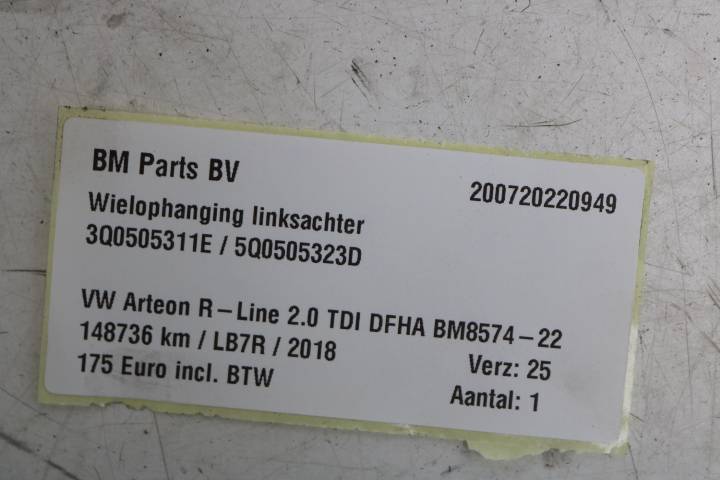 BM Parts BV
200720220949
Wielophanging linksachter
3Q0505311E / 5Q0505323D
VW Arteon R-Line 2.0 TDI DFHA BM8574-22
148736 km / LB7R / 2018
Verz: 25
175 Euro incl. BTW
Aantal: 1